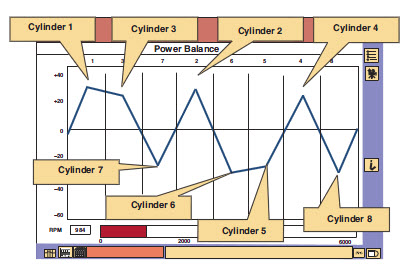 Cylinder 1
Cylinder 3
Cylinder 2
Cylinder 4
Power Balance
1 3 7 2 6 5 4 8
+40
+20
0
-20
-40
-60
Cylinder 7
Cylinder 6
Cylinder 5
Cylinder 8
RPM 984
0 2000 6000